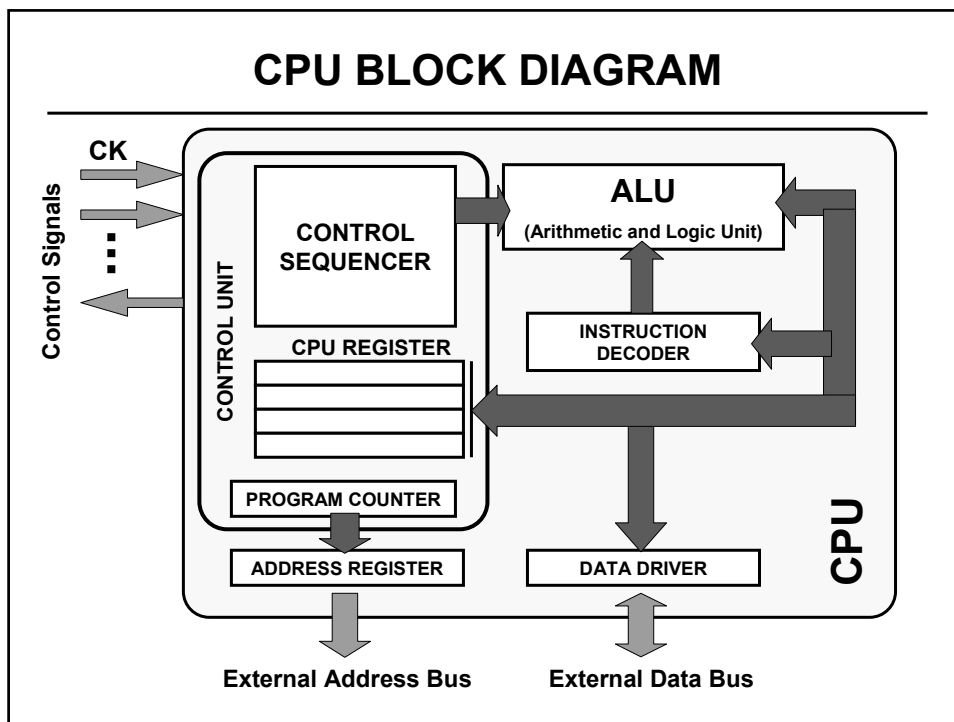 CPU BLOCK DIAGRAM
CK
Control Signals
CONTROL UNIT
CONTROL
SEQUENCER
CPU REGISTER
PROGRAM COUNTER
ADDRESS REGISTER
ALU
(Arithmetic and Logic Unit)
INSTRUCTION
DECODER
DATA DRIVER
CPU
External Address Bus
External Data Bus